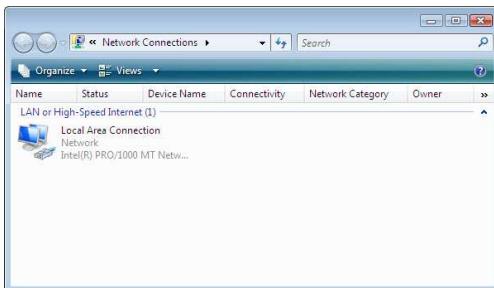 « Network Connections
Search
Organize Views
Name Status Device Name Connectivity Network Category Owner »
LAN or High-Speed Internet (1)
Local Area Connection
Network
Intel(R) PRO/1000 MT Netw...